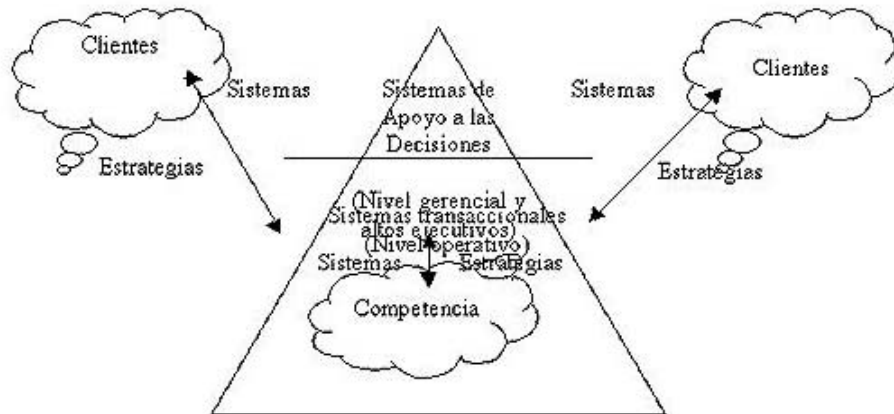 Clientes
Clientes
Sistemas
Sistemas de
Sistemas
Apoyo a las
Decisiones
Estrategias
Estrategias
(Nivel gerencial y
Sistemas transaccionales
altos ejecutivos)
(Nivel operativo)
Sistemas
Estrategias
Competencia